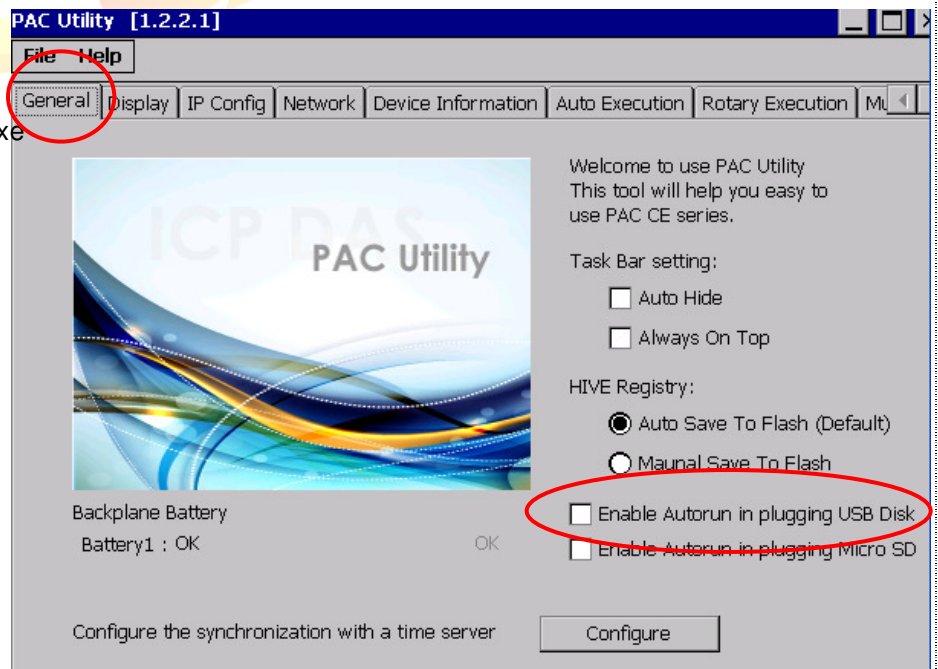 PAC Utility [1.2.2.1]
File Help
General Display IP Config Network Device Information Auto Execution Rotary Execution
xe
ICP DAS
PAC Utility
Welcome to use PAC Utility
This tool will help you easy to
use PAC CE series.
Task Bar setting:
Auto Hide
Always On Top
HIVE Registry:
Auto Save To Flash (Default)
Maunal Save To Flash
Backplane Battery
Enable Autorun in plugging USB Disk
Battery1 : OK OK
Enable Autorun in plugging Micro SD
Configure the synchronization with a time server Configure